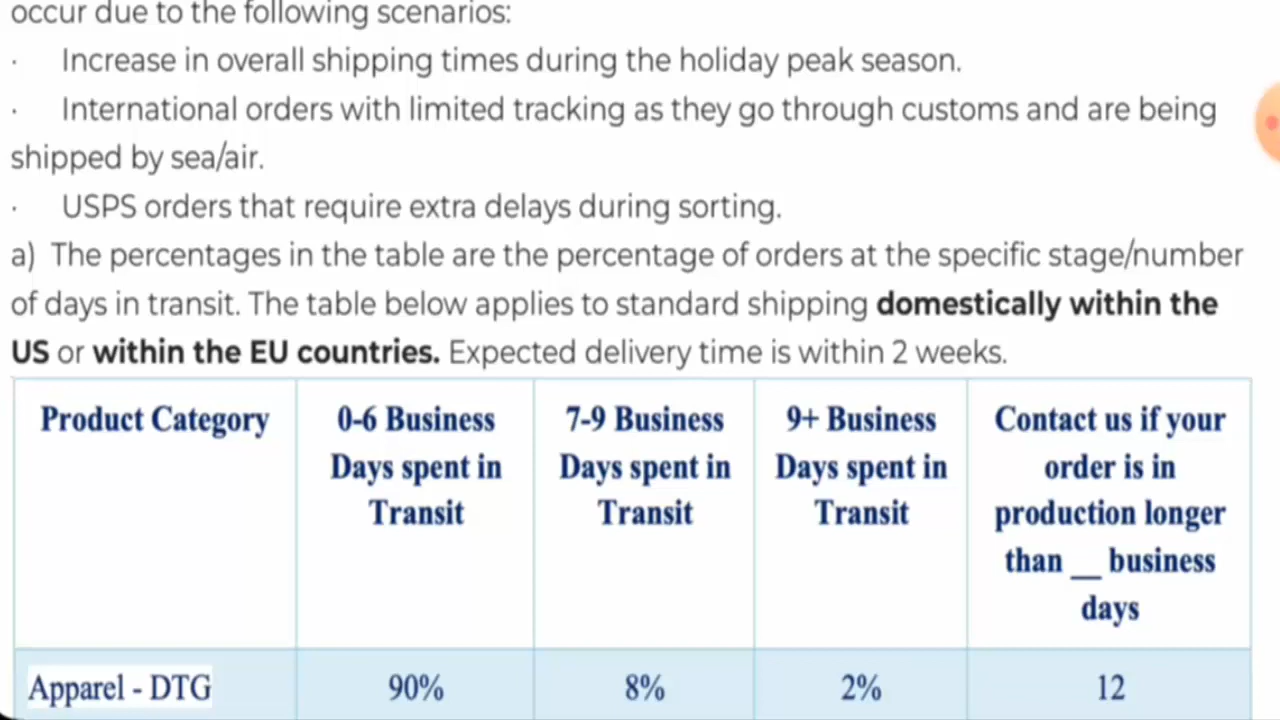 occur due to the following scenarios:
· Increase in overall shipping times during the holiday peak season.
· International orders with limited tracking as they go through customs and are being
shipped by sea/air.
· USPS orders that require extra delays during sorting.
a) The percentages in the table are the percentage of orders at the specific stage/number
of days in transit. The table below applies to standard shipping domestically within the
US or within the EU countries. Expected delivery time is within 2 weeks.
Product Category 0-6 Business 7-9 Business 9+ Business Contact us if your
Days spent in Days spent in Days spent in order is in
Transit Transit Transit production longer
than __ business
days
Apparel - DTG 90% 8% 2% 12